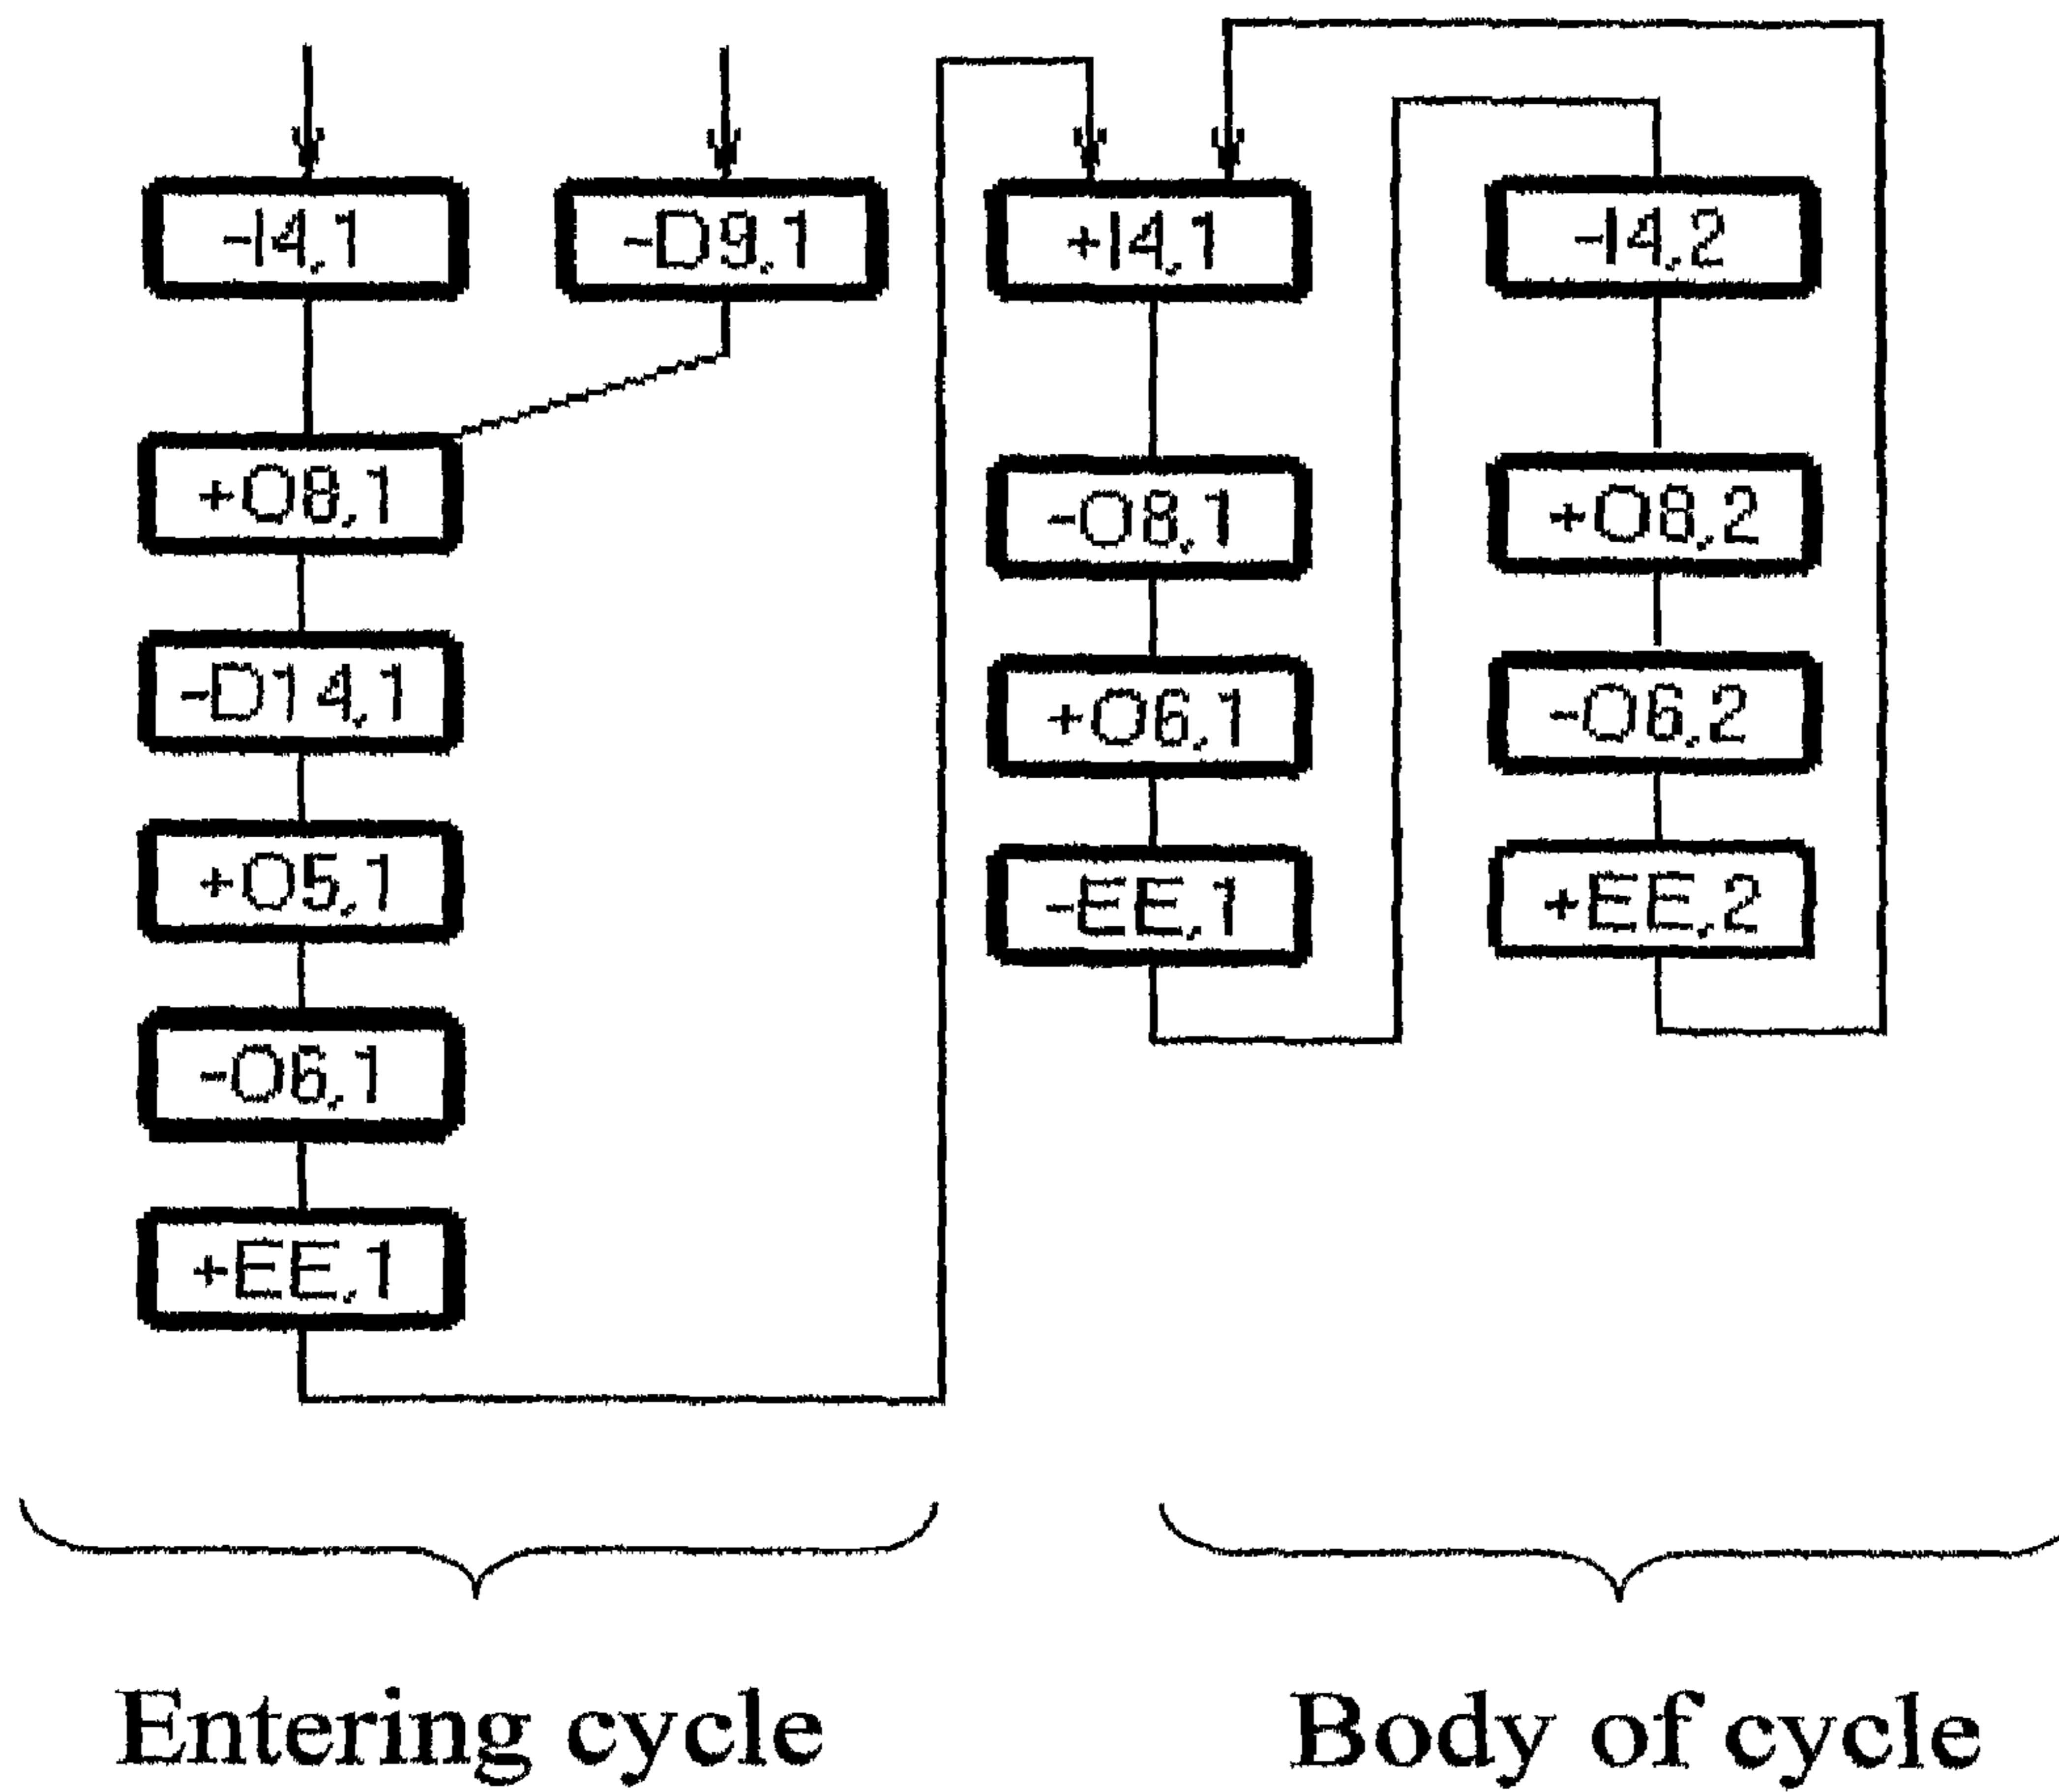 -I4,1
-D9,1
+O8,1
-D14,1
+O5,1
-O6,1
+EE,1
+I4,1
-O8,1
+O6,1
-EE,1
-I4,2
+O8,2
-O6,2
+EE,2
Entering cycle
Body of cycle